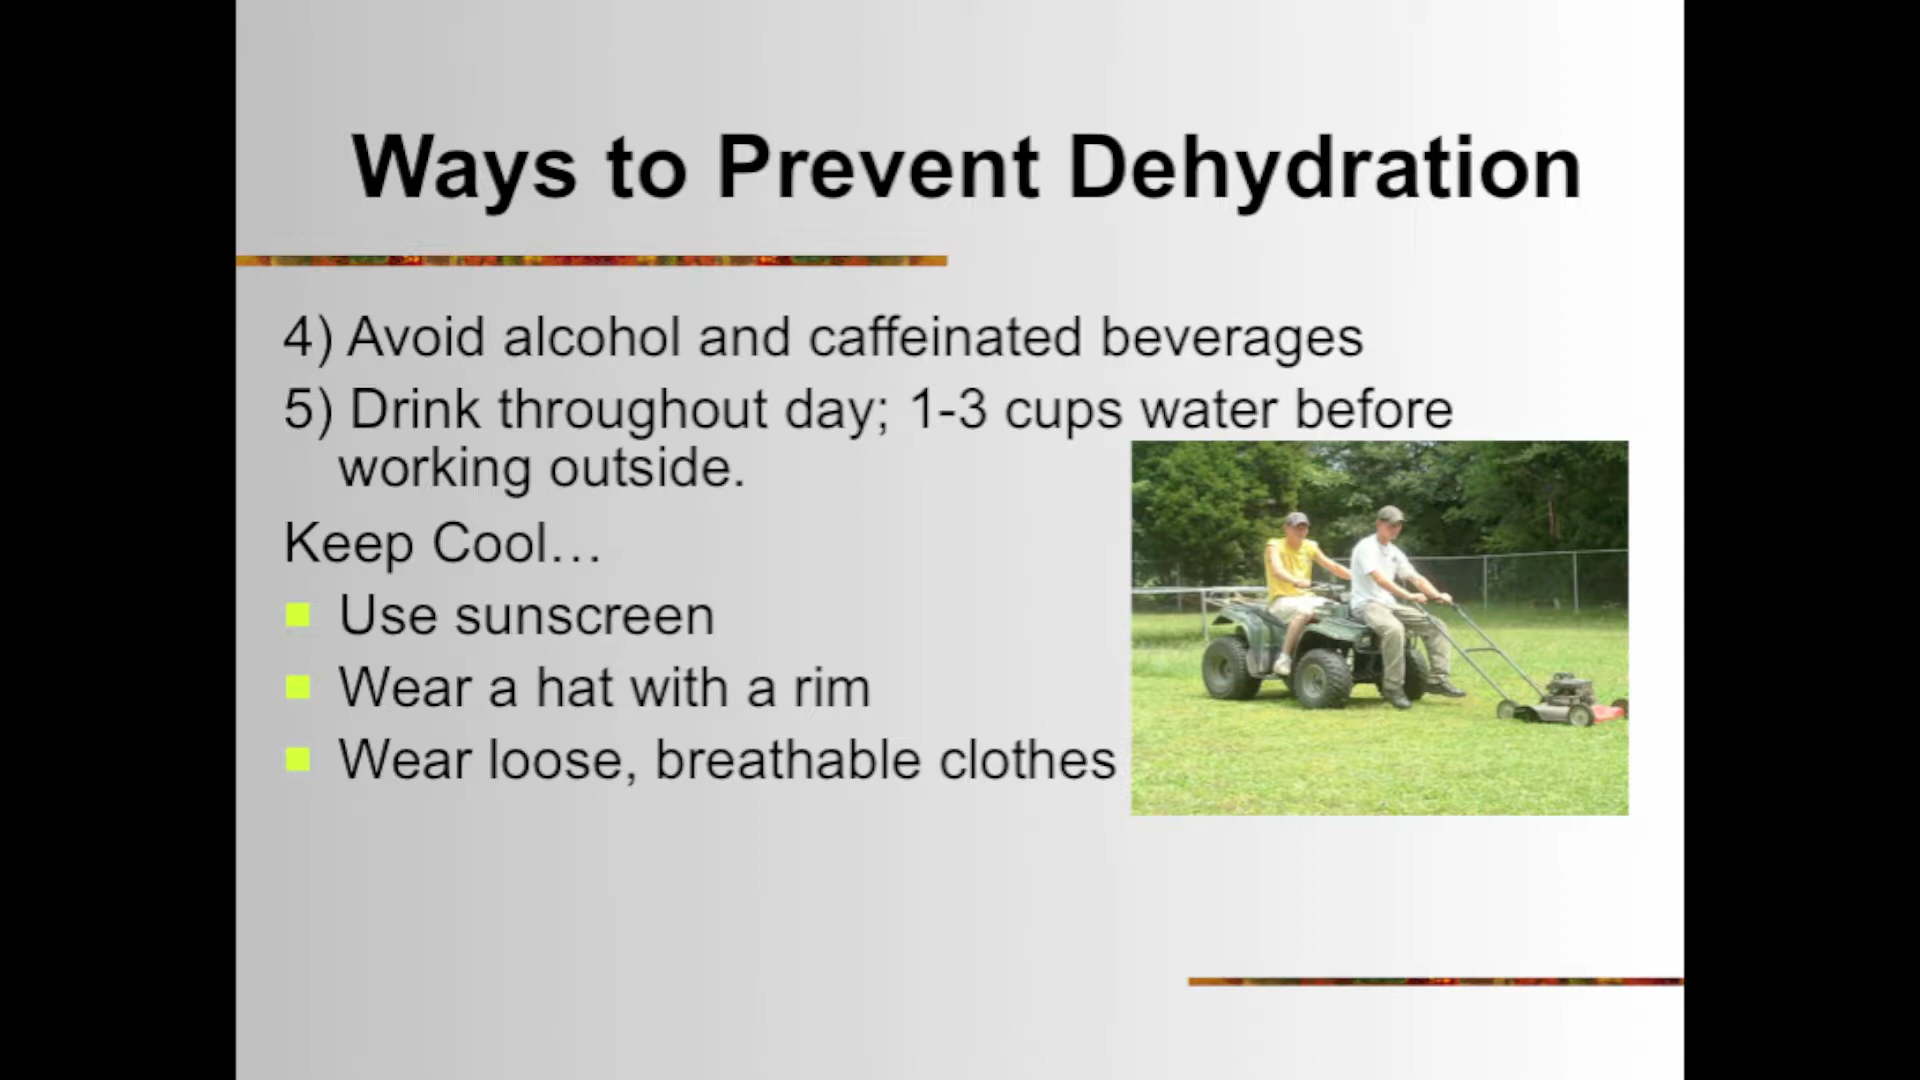 Ways to Prevent Dehydration
4) Avoid alcohol and caffeinated beverages
5) Drink throughout day; 1-3 cups water before
working outside.
Keep Cool…
Use sunscreen
Wear a hat with a rim
Wear loose, breathable clothes